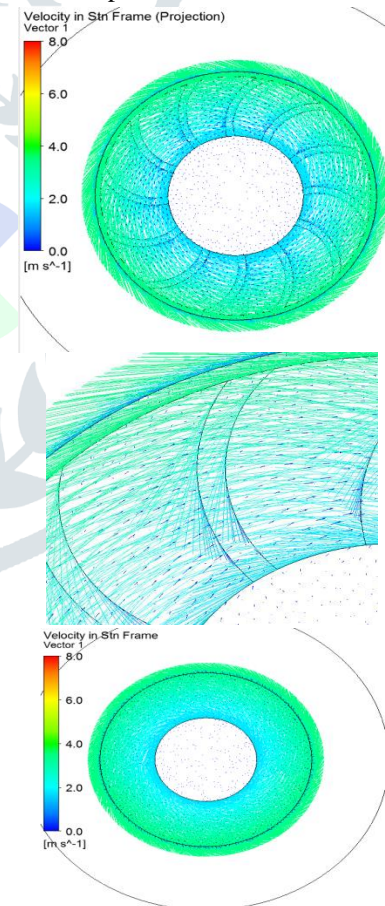 Velocity in Stn Frame (Projection)
Vector 1
8.0
6.0
4.0
2.0
0.0
[m s^-1]
Velocity in Stn Frame
Vector 1
8.0
6.0
4.0
2.0
0.0
[m s^-1]